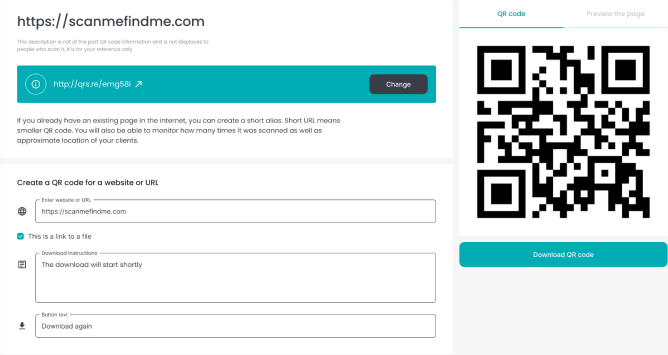 https://scanmefindme.com
This description is not of the part QR code information and is not displayed to
people who scan it, it is for your reference only
http://qrs.re/emg58i
Change
If you already have an existing page in the internet, you can create a short alias. Short URL means
smaller QR code. You will also be able to monitor how many times it was scanned as well as
approximate location of your clients.
Create a QR code for a website or URL
Enter website or URL
https://scanmefindme.com
This is a link to a file
Download instructions
The download will start shortly
Button text
Download again
QR code
Preview the page
Download QR code